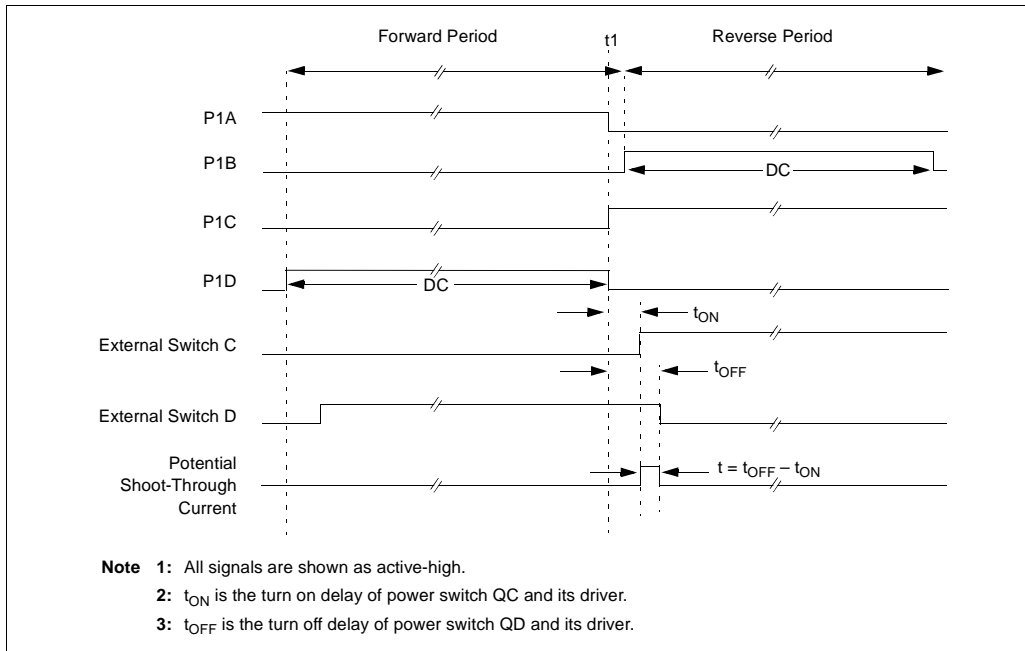 Forward Period
t1
Reverse Period
P1A
P1B
DC
P1C
P1D
DC
tON
External Switch C
tOFF
External Switch D
Potential
Shoot-Through
Current
t = tOFF – tON
Note 1: All signals are shown as active-high.
2: tON is the turn on delay of power switch QC and its driver.
3: tOFF is the turn off delay of power switch QD and its driver.